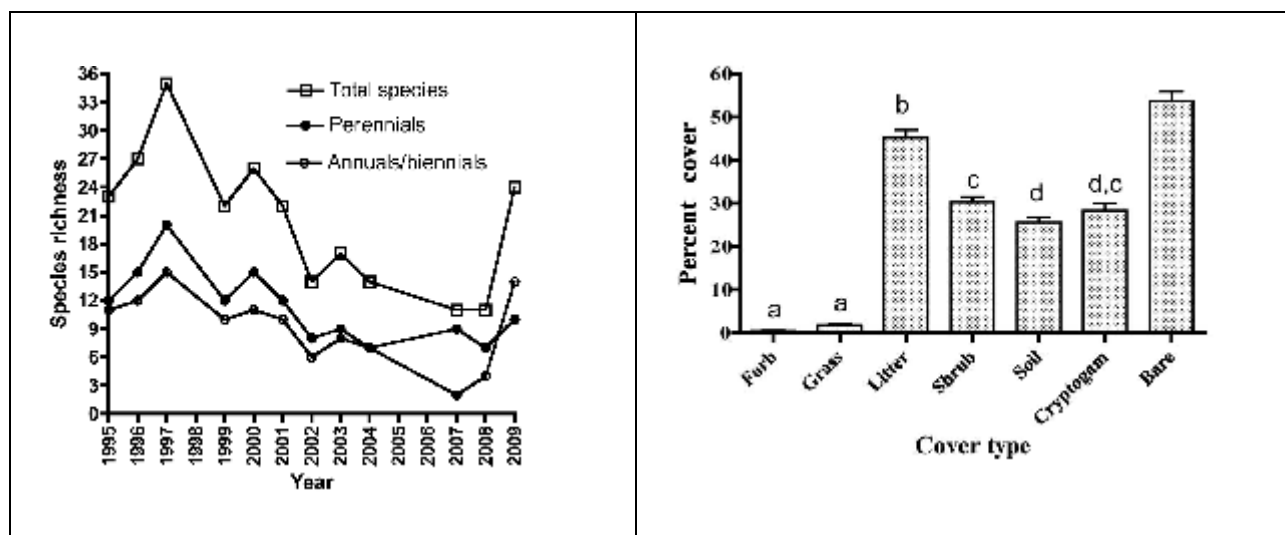 36
33
30
27
24
21
18
15
12
9
6
3
0
Species richness
Total species
Perennials
Annuals/biennials
1995
1996
1997
1998
1999
2000
2001
2002
2003
2004
2005
2006
2007
2008
2009
Year
60
50
40
30
20
10
0
Percent cover
a
a
b
c
d
d,c
Forb
Grass
Litter
Shrub
Soil
Cryptogam
Bare
Cover type